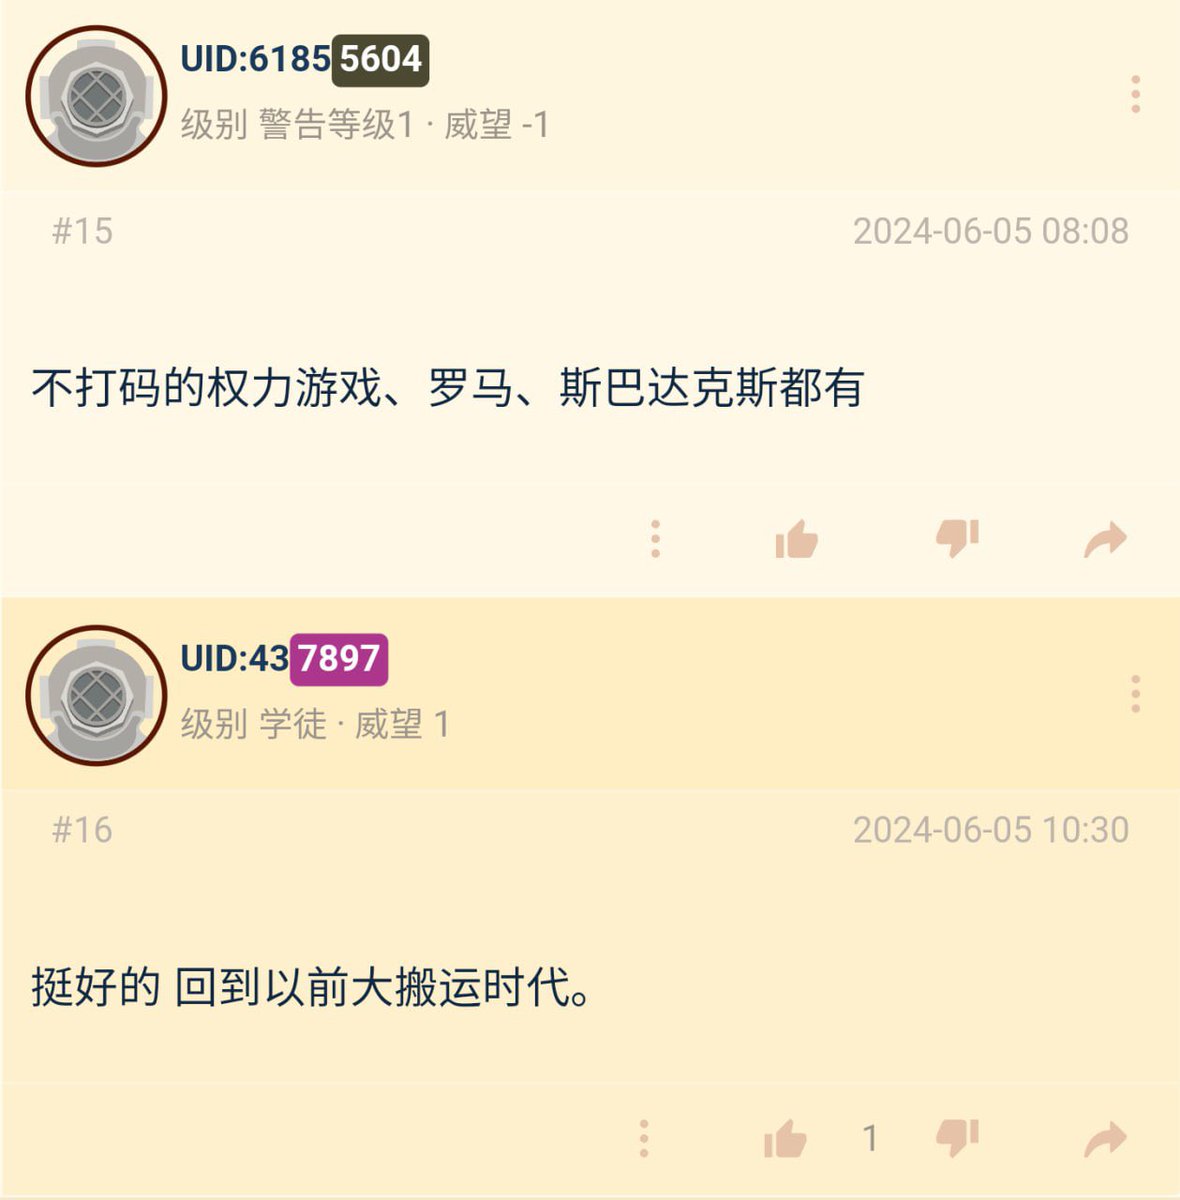 UID:61855604
级别 警告等级1 · 威望 -1
#15
2024-06-05 08:08
不打码的权力游戏、罗马、斯巴达克斯都有
UID:437897
级别 学徒 · 威望 1
#16
2024-06-05 10:30
挺好的 回到以前大搬运时代。
1